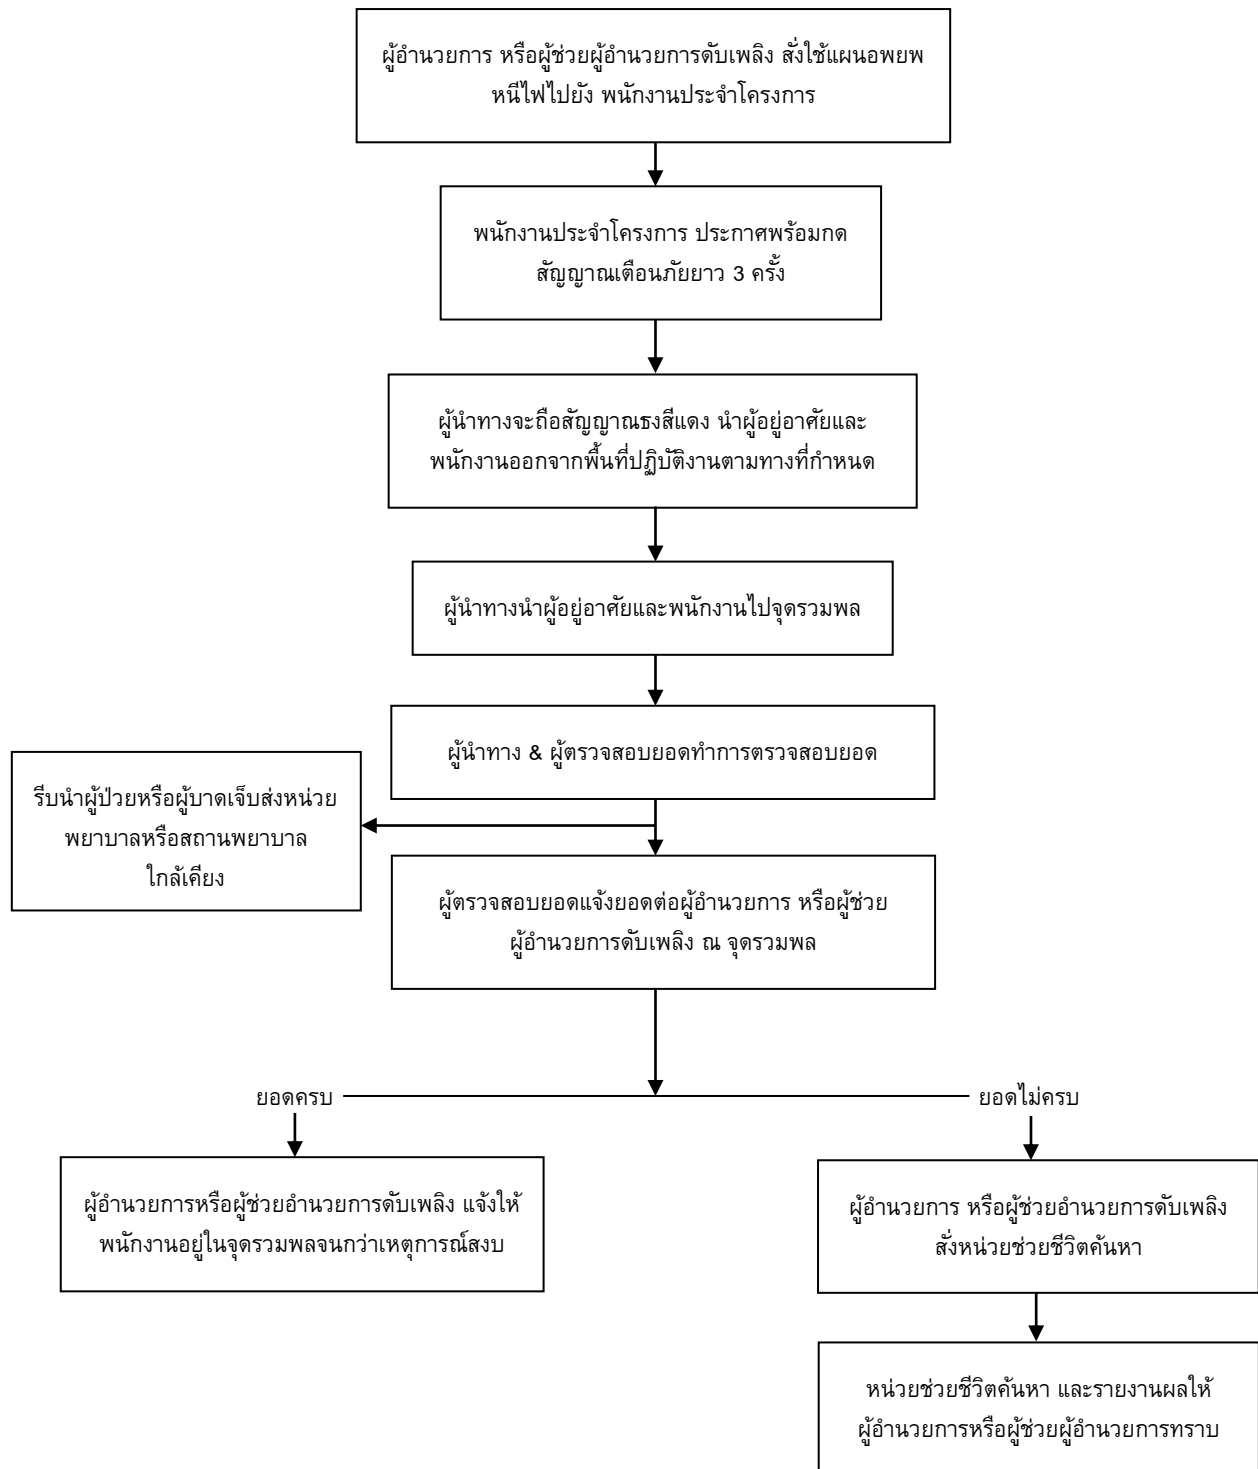 ผู้อำนวยการ หรือผู้ช่วยผู้อำนวยการดับเพลิง สั่งใช้แผนอพยพ
หนีไฟไปยัง พนักงานประจำโครงการ
พนักงานประจำโครงการ ประกาศพร้อมกด
สัญญาณเตือนภัยยาว 3 ครั้ง
ผู้นำทางจะถือสัญญาณธงสีแดง นำผู้อยู่อาศัยและ
พนักงานออกจากพื้นที่ปฏิบัติงานตามทางที่กำหนด
ผู้นำทางนำผู้อยู่อาศัยและพนักงานไปจุดรวมพล
ผู้นำทาง & ผู้ตรวจสอบยอดทำการตรวจสอบยอด
รีบนำผู้ป่วยหรือผู้บาดเจ็บส่งหน่วย
พยาบาลหรือสถานพยาบาล
ใกล้เคียง
ผู้ตรวจสอบยอดแจ้งยอดต่อผู้อำนวยการ หรือผู้ช่วย
ผู้อำนวยการดับเพลิง ณ จุดรวมพล
ยอดครบ
ยอดไม่ครบ
ผู้อำนวยการหรือผู้ช่วยอำนวยการดับเพลิง แจ้งให้
พนักงานอยู่ในจุดรวมพลจนกว่าเหตุการณ์สงบ
ผู้อำนวยการ หรือผู้ช่วยอำนวยการดับเพลิง
สั่งหน่วยช่วยชีวิตค้นหา
หน่วยช่วยชีวิตค้นหา และรายงานผลให้
ผู้อำนวยการหรือผู้ช่วยผู้อำนวยการทราบ